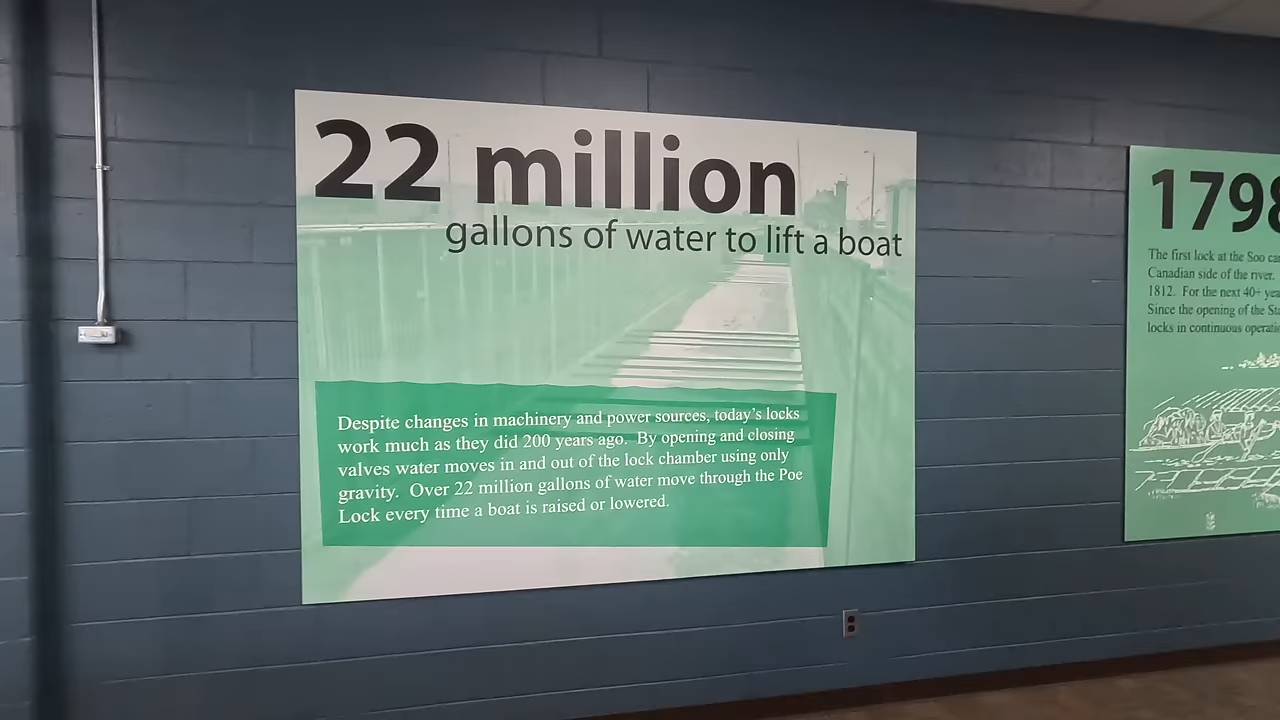 22 million
gallons of water to lift a boat
Despite changes in machinery and power sources, today's locks
work much as they did 200 years ago. By opening and closing
valves water moves in and out of the lock chamber using only
gravity. Over 22 million gallons of water move through the Poe
Lock every time a boat is raised or lowered.
1798
The first lock at the Soo
Canadian side of the river.
1812. For the next 40+
Since the opening of the
locks in continuous